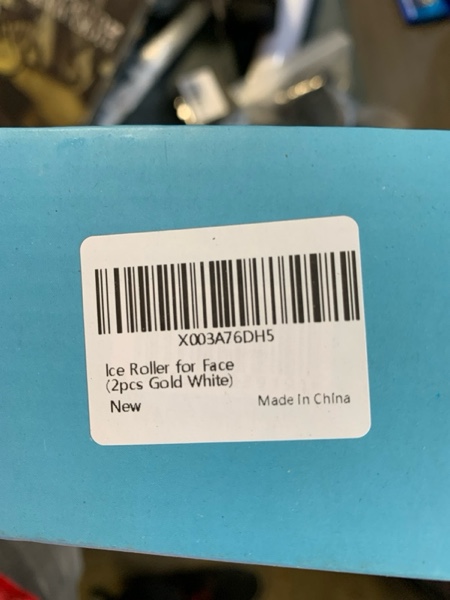 X003A76DH5
Ice Roller for Face
(2pcs Gold White)
New
Made in China